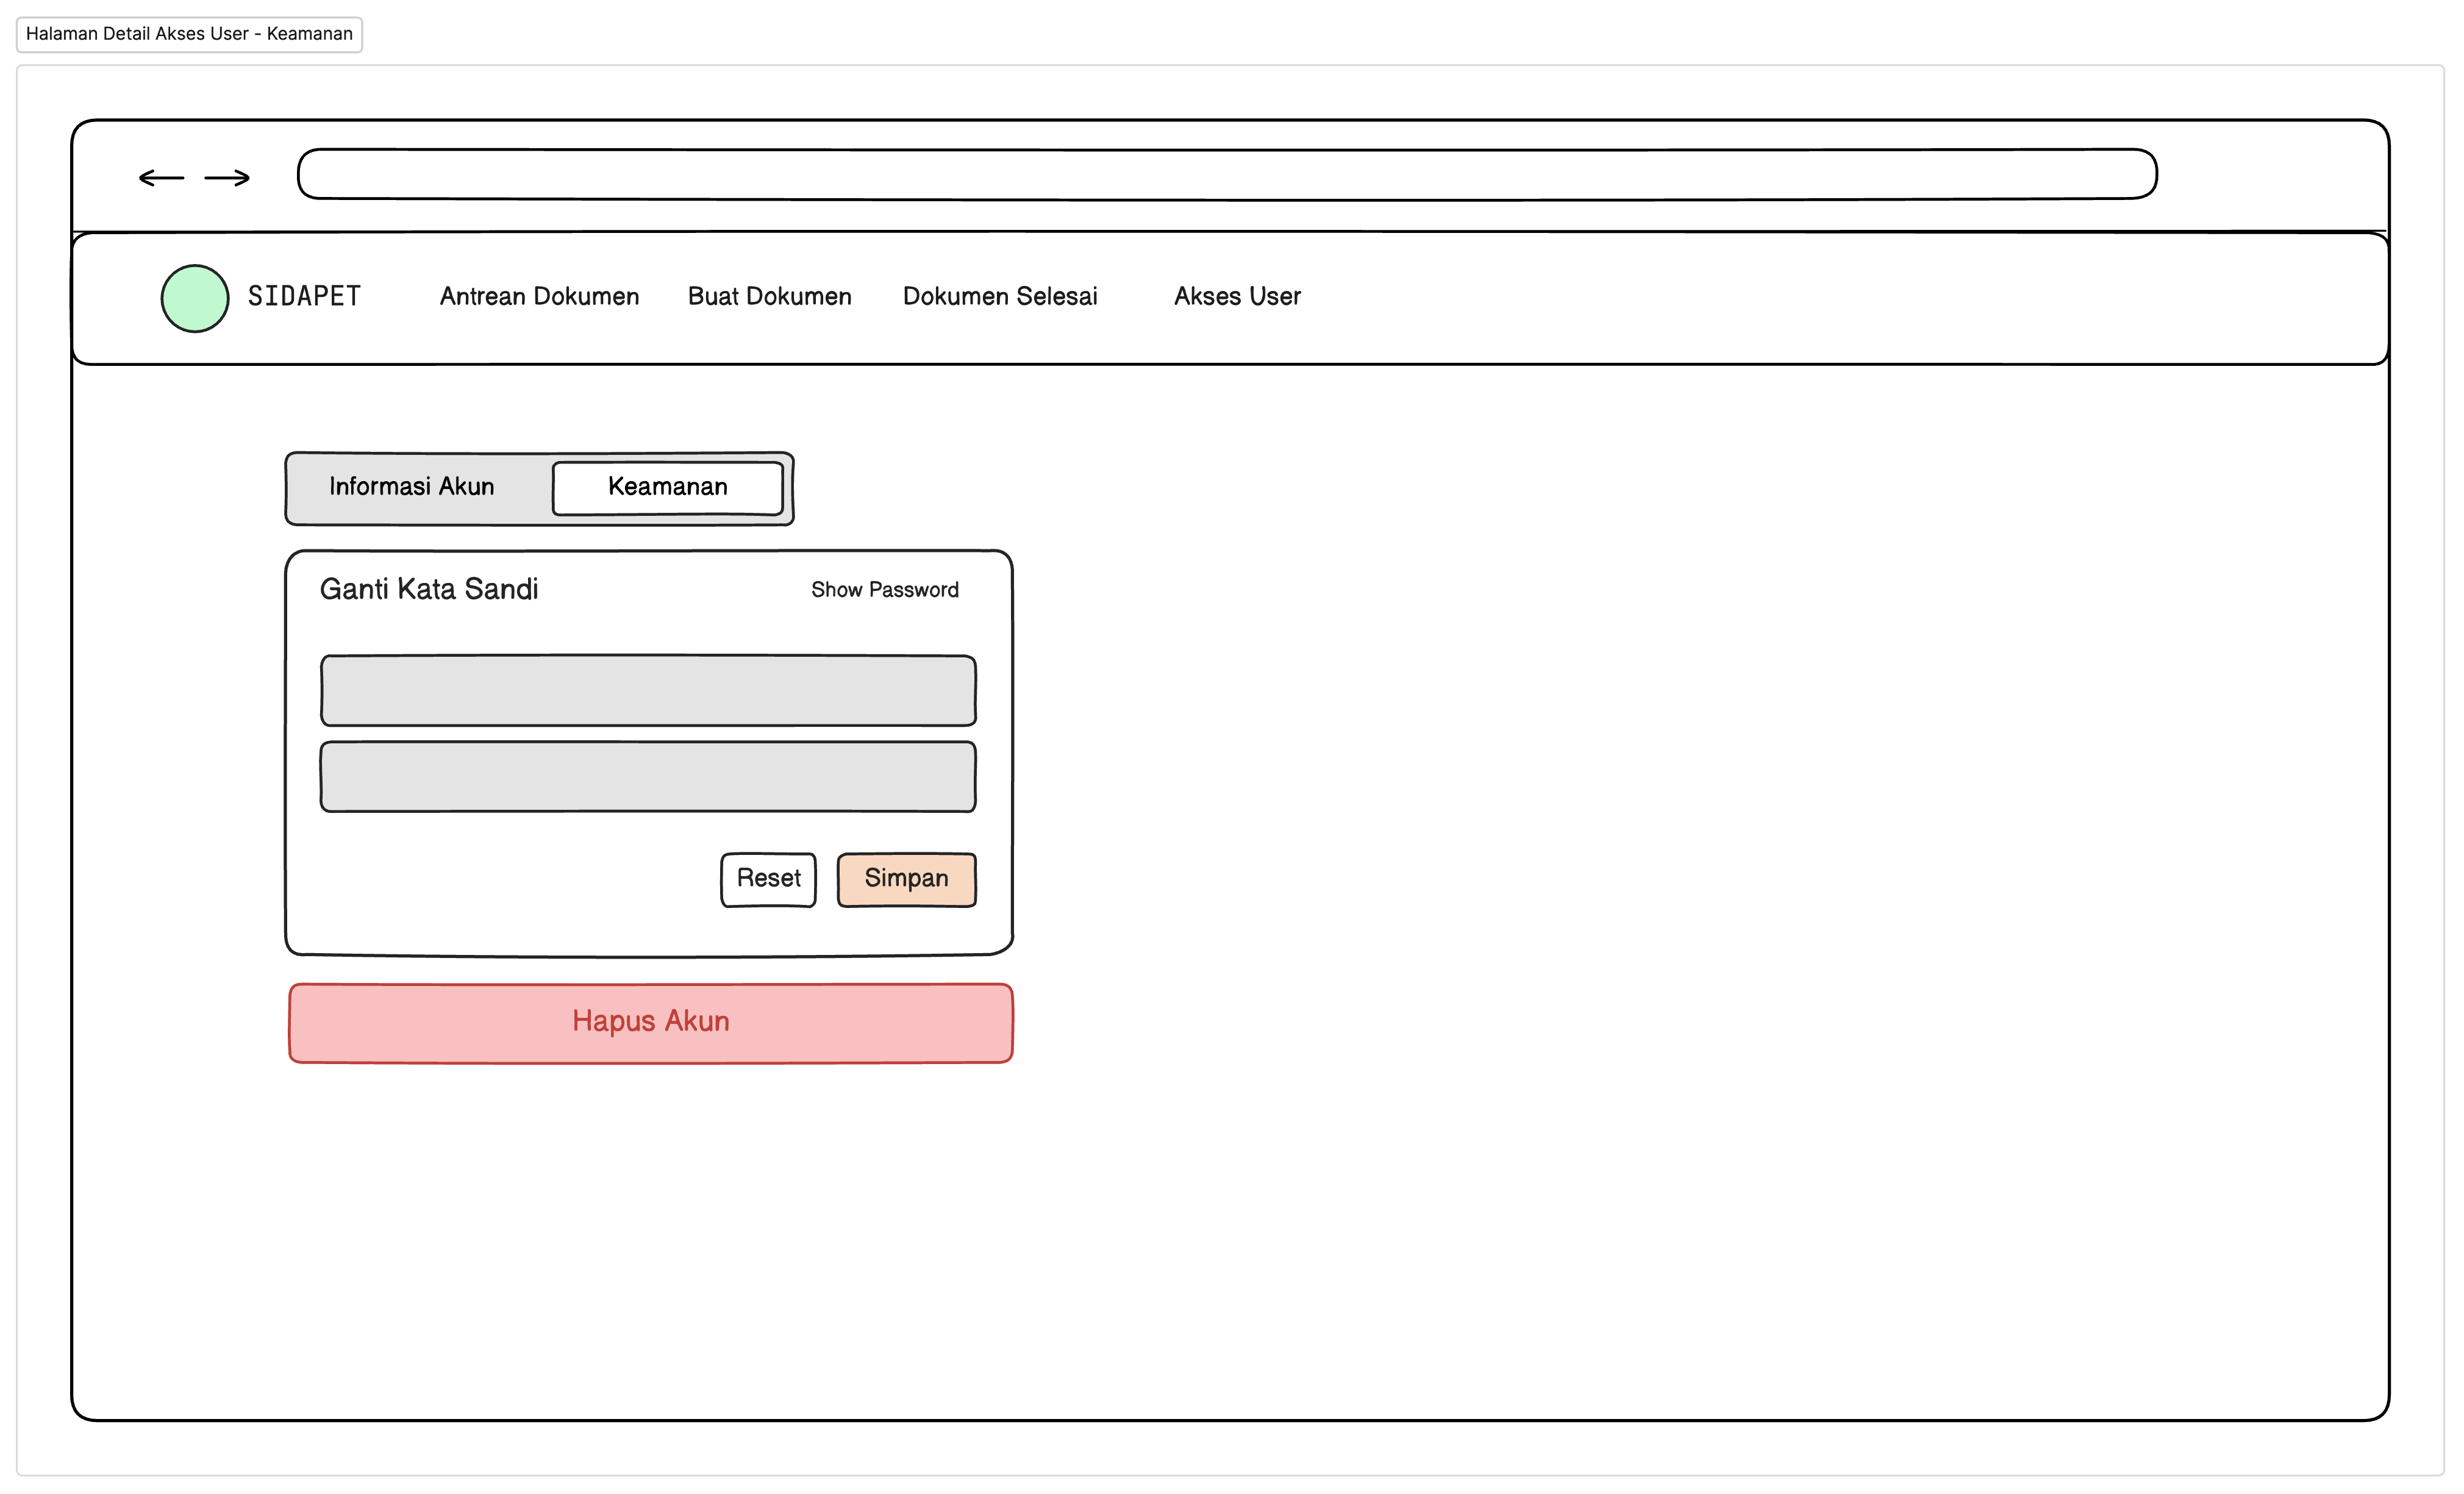 Halaman Detail Akses User - Keamanan
SIDAPET Antrean Dokumen Buat Dokumen Dokumen Selesai Akses User
Informasi Akun Keamanan
Ganti Kata Sandi Show Password
Reset Simpan
Hapus Akun